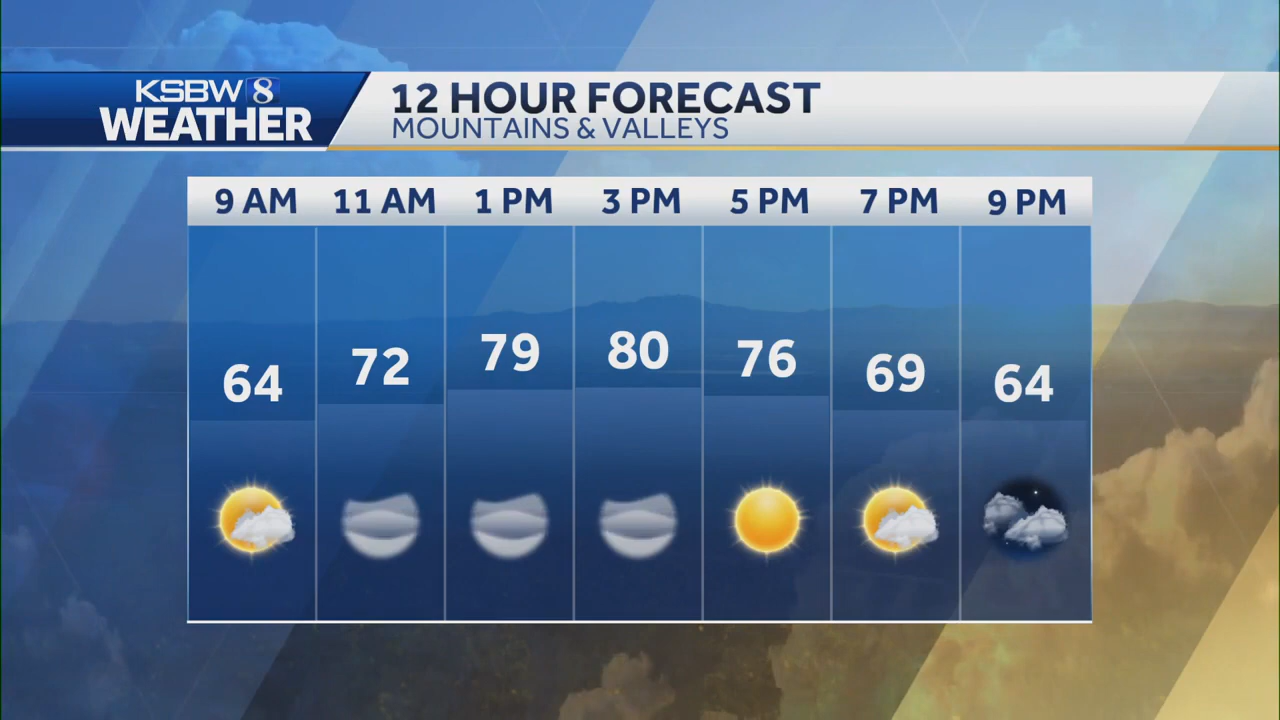 KSBW 8
WEATHER
12 HOUR FORECAST
MOUNTAINS & VALLEYS
9 AM 11 AM 1 PM 3 PM 5 PM 7 PM 9 PM
64 72 79 80 76 69 64